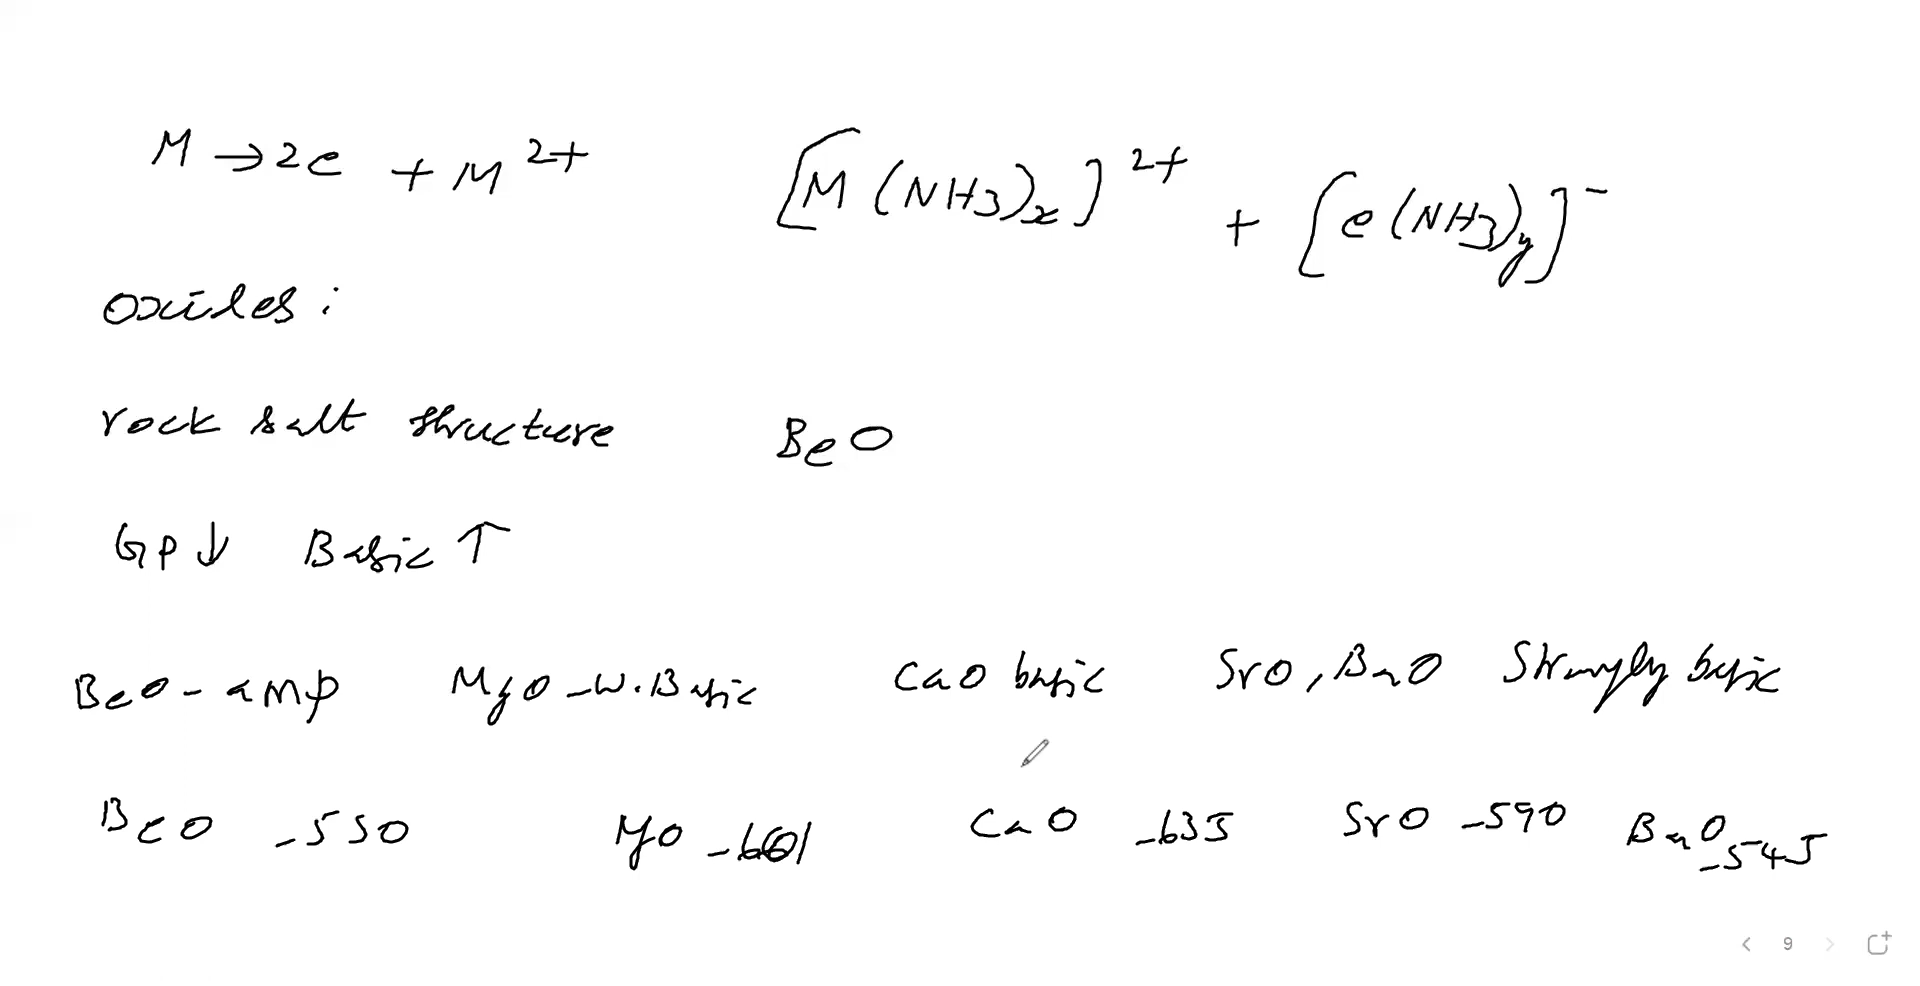 M → 2e + M²⁺ [M(NH3)ₓ]²⁺ + [e(NH3)ᵧ]⁻
oxides :
rock salt structure BeO
GP↓ Basic ↑
BeO - amp MgO - W.Basic CaO basic SrO, BaO Strongly basic
BeO -550 MgO -601 CaO -635 SrO -590 BaO -545
9